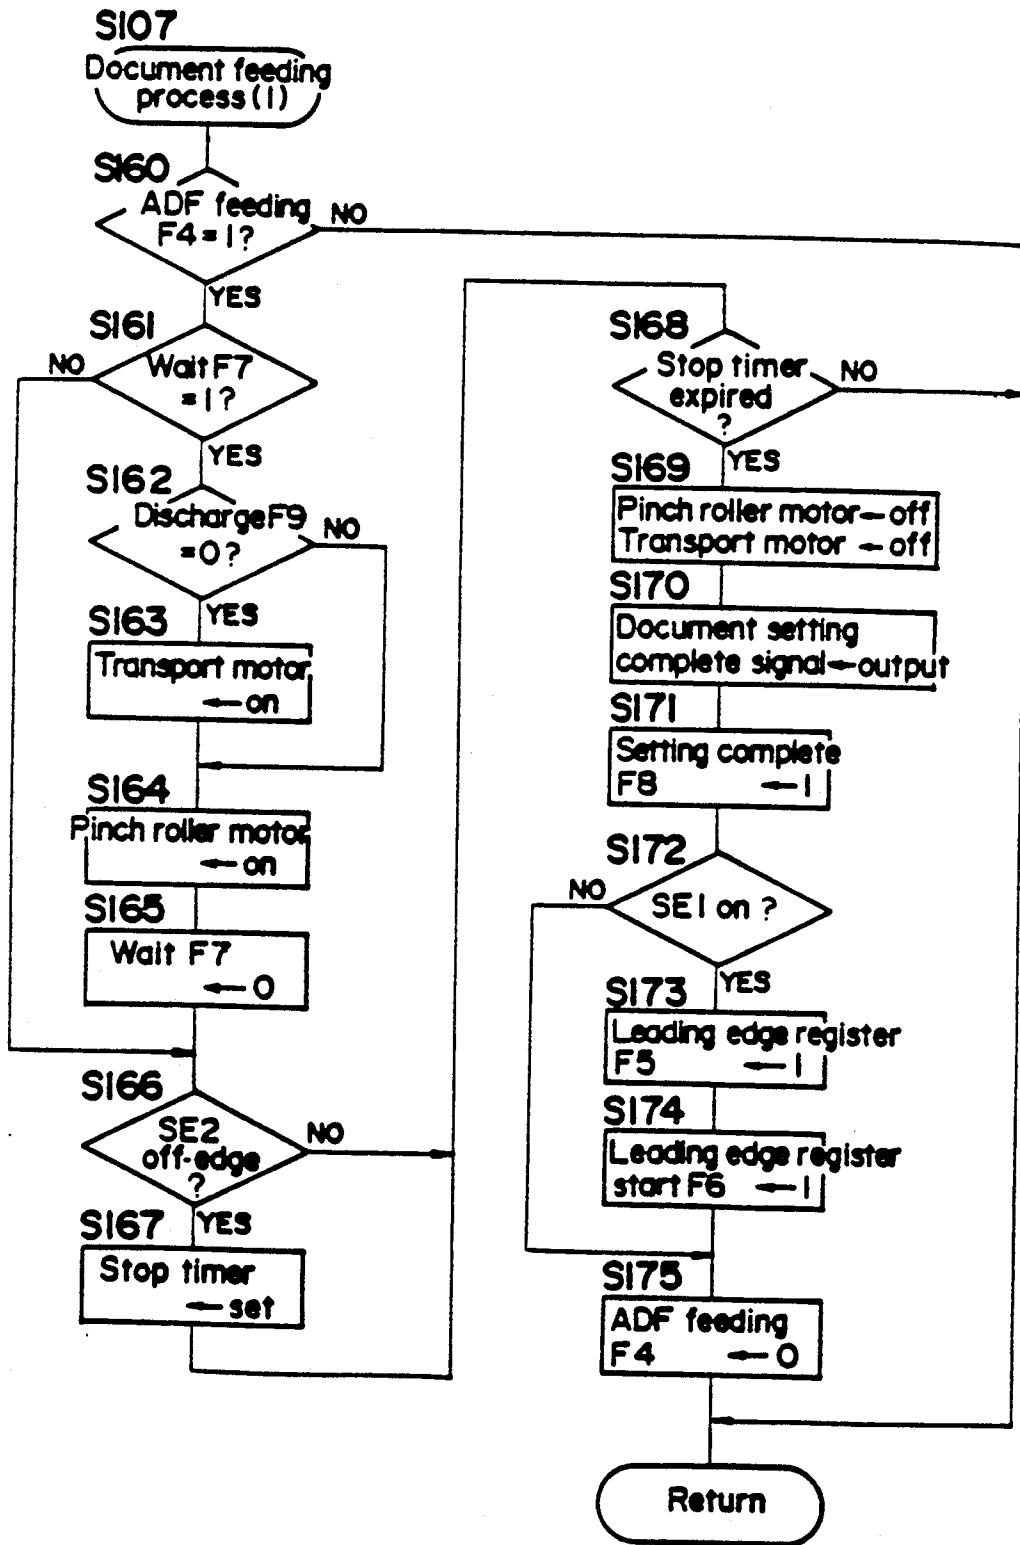 S107
Document feeding
process(1)
S160
ADF feeding
F4=1?
NO
YES
S161
Wait F7
=1?
NO
YES
S162
Discharge F9
=0?
NO
YES
S163
Transport motor
←on
S164
Pinch roller motor
←on
S165
Wait F7
←0
S166
SE2
off-edge
?
NO
YES
S167
Stop timer
←set
S168
Stop timer
expired
?
NO
YES
S169
Pinch roller motor←off
Transport motor ←off
S170
Document setting
complete signal←output
S171
Setting complete
F8 ←1
S172
SE1 on ?
NO
YES
S173
Leading edge register
F5 ←1
S174
Leading edge register
start F6 ←1
S175
ADF feeding
F4 ←0
Return